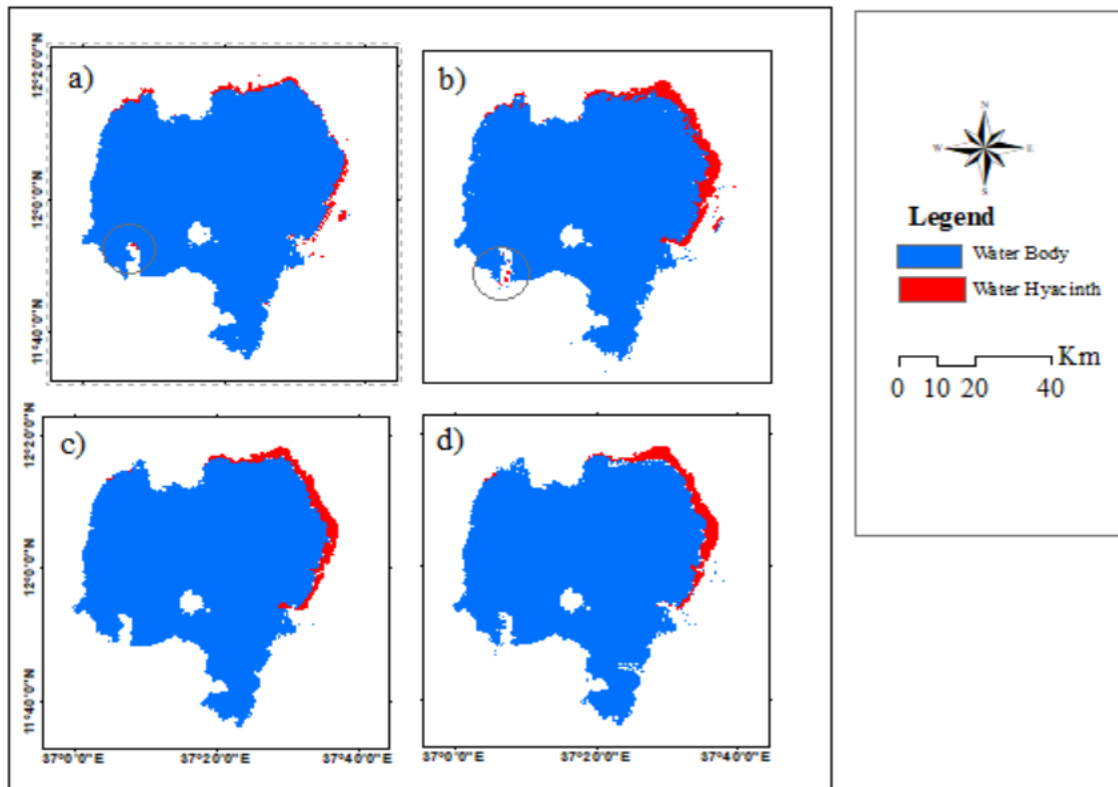 a)
b)
12°20'0"N
12°0'0"N
11°40'0"N
c)
d)
12°20'0"N
12°0'0"N
11°40'0"N
37°0'0"E
37°20'0"E
37°40'0"E
37°0'0"E
37°20'0"E
37°40'0"E
N
W E
S
Legend
Water Body
Water Hyacinth
Km
0 10 20 40